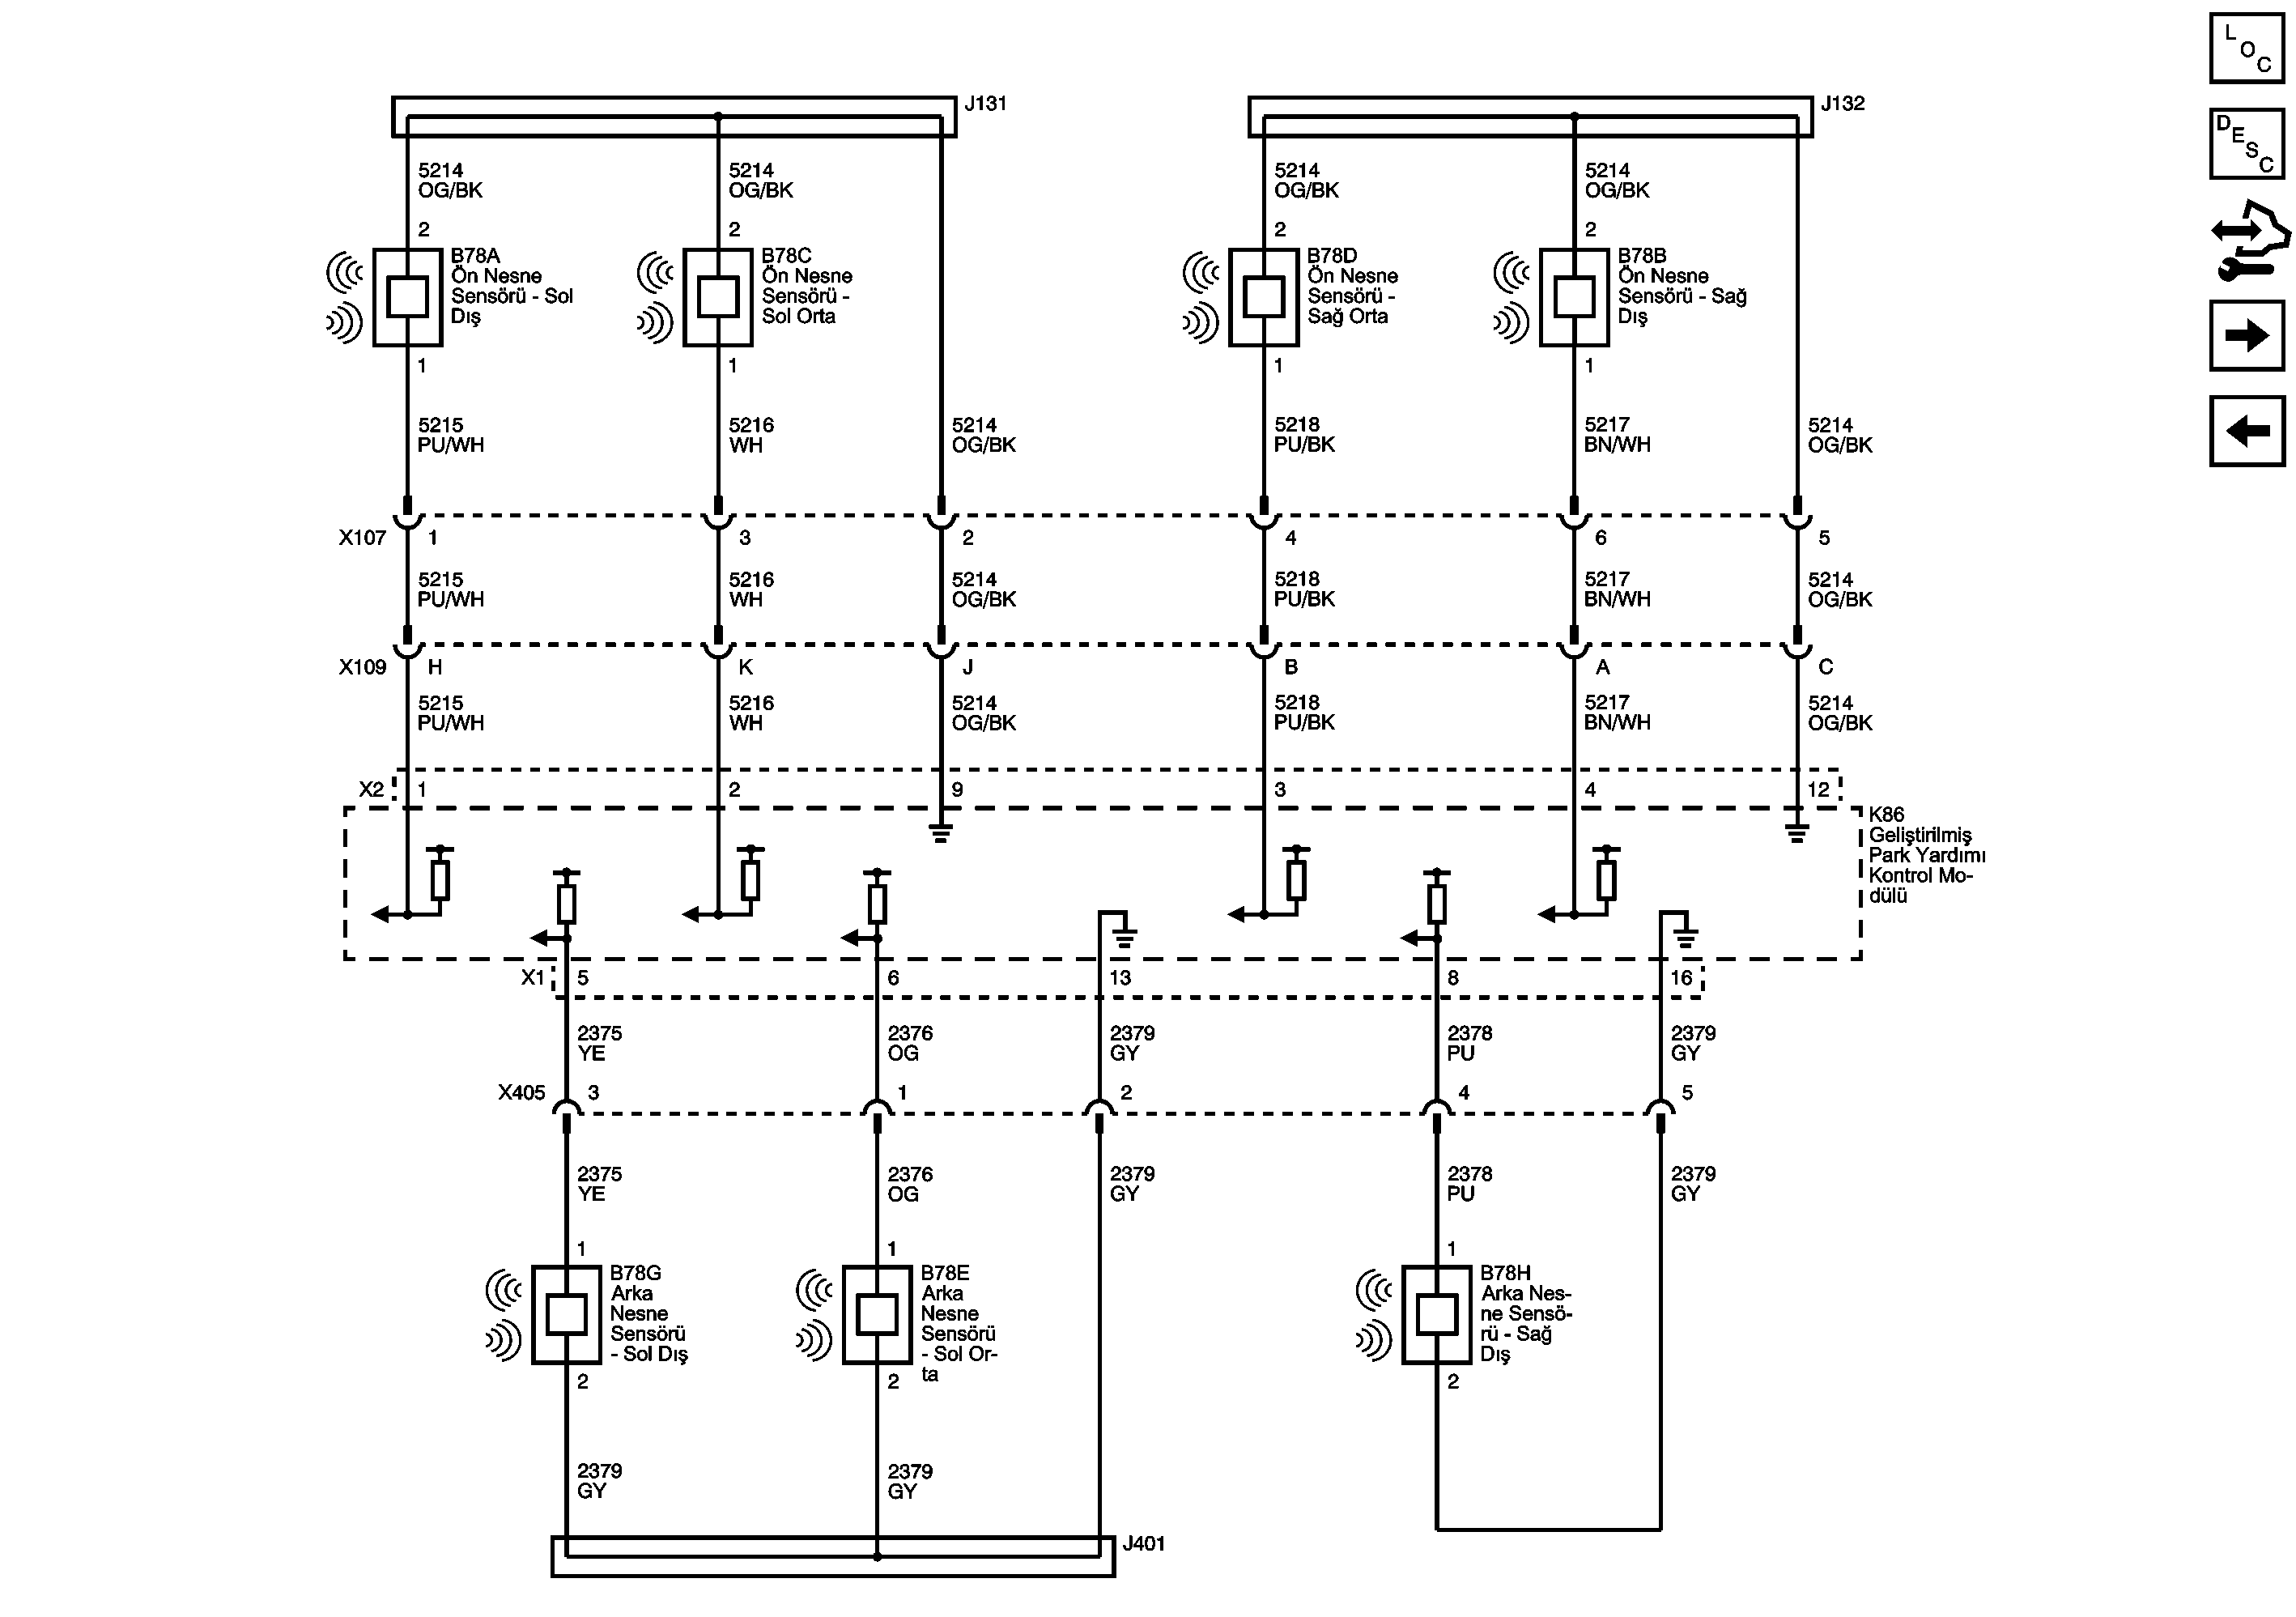 L
O
C
D
E
S
C
J131
J132
5214
OG/BK
5214
OG/BK
5214
OG/BK
5214
OG/BK
2
2
2
2
B78A
Ön Nesne
Sensörü - Sol
Dış
B78C
Ön Nesne
Sensörü -
Sol Orta
B78D
Ön Nesne
Sensörü -
Sağ Orta
B78B
Ön Nesne
Sensörü - Sağ
Dış
1
1
1
1
5215
PU/WH
5216
WH
5214
OG/BK
5218
PU/BK
5217
BN/WH
5214
OG/BK
X107
1
3
2
4
6
5
5215
PU/WH
5216
WH
5214
OG/BK
5218
PU/BK
5217
BN/WH
5214
OG/BK
X109
H
K
J
B
A
C
5215
PU/WH
5216
WH
5214
OG/BK
5218
PU/BK
5217
BN/WH
5214
OG/BK
X2
1
2
9
3
4
12
K86
Geliştirilmiş
Park Yardımı
Kontrol Mo-
dülü
X1
5
6
13
8
16
2375
YE
2376
OG
2379
GY
2378
PU
2379
GY
X405
3
1
2
4
5
2375
YE
2376
OG
2379
GY
2378
PU
2379
GY
1
1
1
B78G
Arka
Nesne
Sensörü
- Sol Dış
B78E
Arka
Nesne
Sensörü
- Sol Or-
ta
B78H
Arka Nes-
ne Sensö-
rü - Sağ
Dış
2
2
2
2379
GY
2379
GY
J401